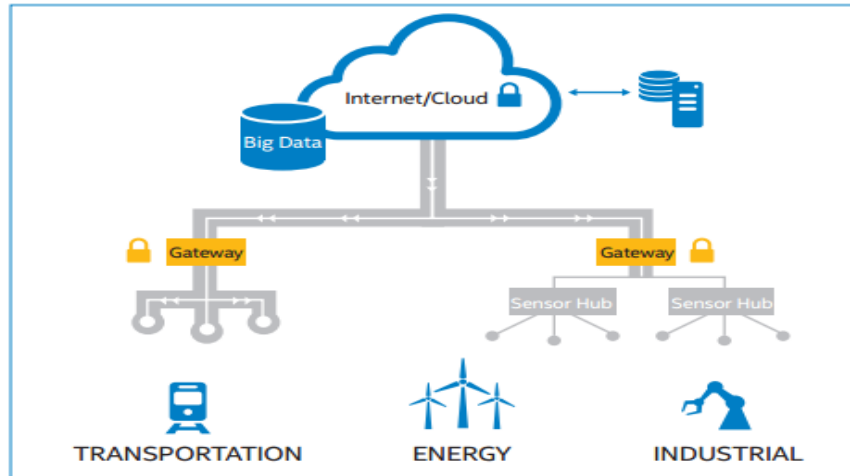 Internet/Cloud
Big Data
Gateway
Gateway
Sensor Hub
Sensor Hub
TRANSPORTATION
ENERGY
INDUSTRIAL